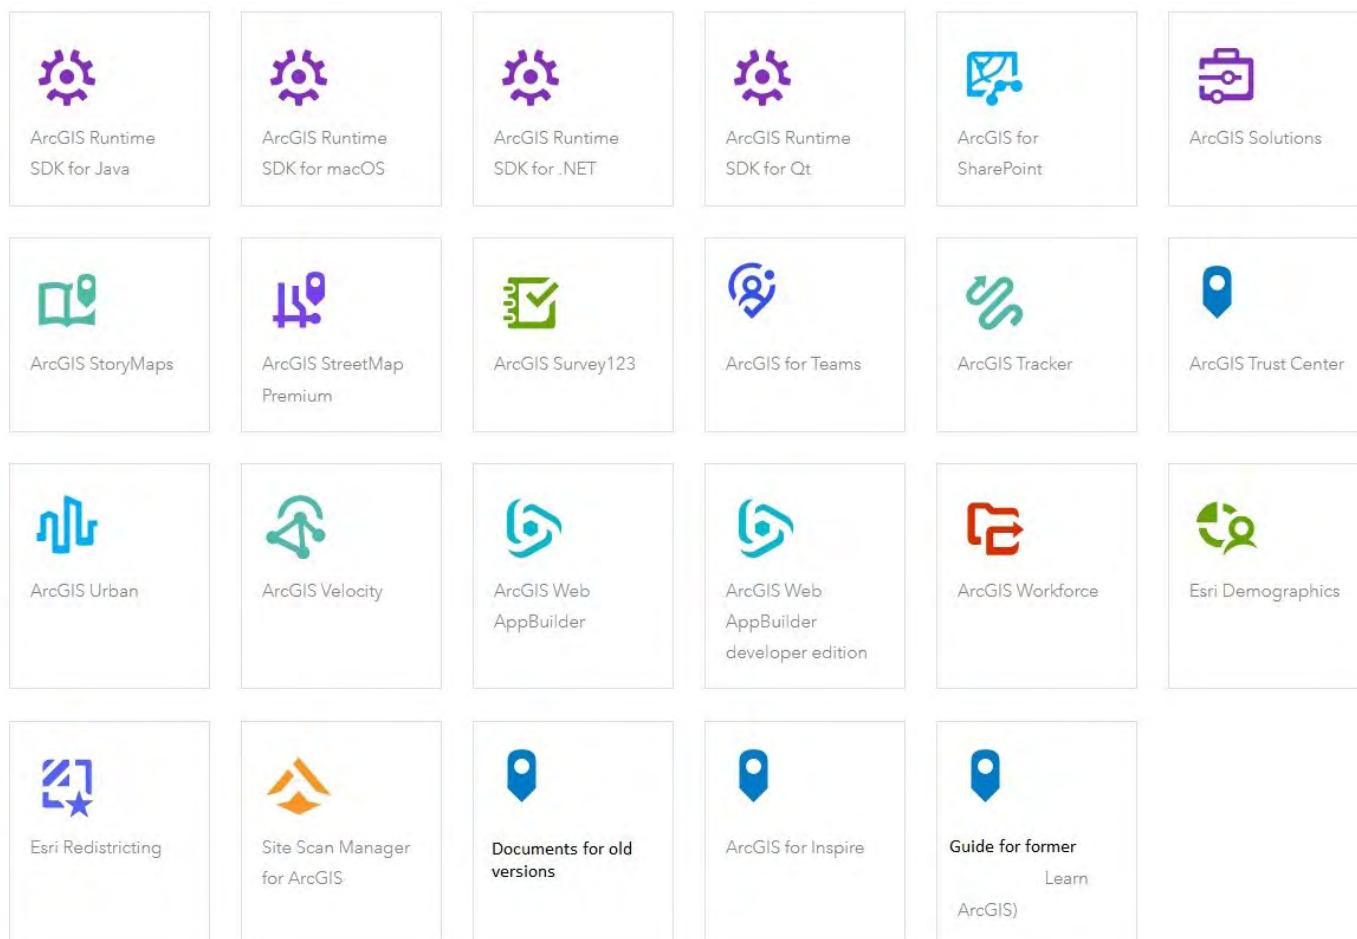 ArcGIS Runtime
SDK for Java
ArcGIS Runtime
SDK for macOS
ArcGIS Runtime
SDK for .NET
ArcGIS Runtime
SDK for Qt
ArcGIS for
SharePoint
ArcGIS Solutions
ArcGIS StoryMaps
ArcGIS StreetMap
Premium
ArcGIS Survey123
ArcGIS for Teams
ArcGIS Tracker
ArcGIS Trust Center
ArcGIS Urban
ArcGIS Velocity
ArcGIS Web
AppBuilder
ArcGIS Web
AppBuilder
developer edition
ArcGIS Workforce
Esri Demographics
Esri Redistricting
Site Scan Manager
for ArcGIS
Documents for old
versions
ArcGIS for Inspire
Guide for former
Learn
ArcGIS)